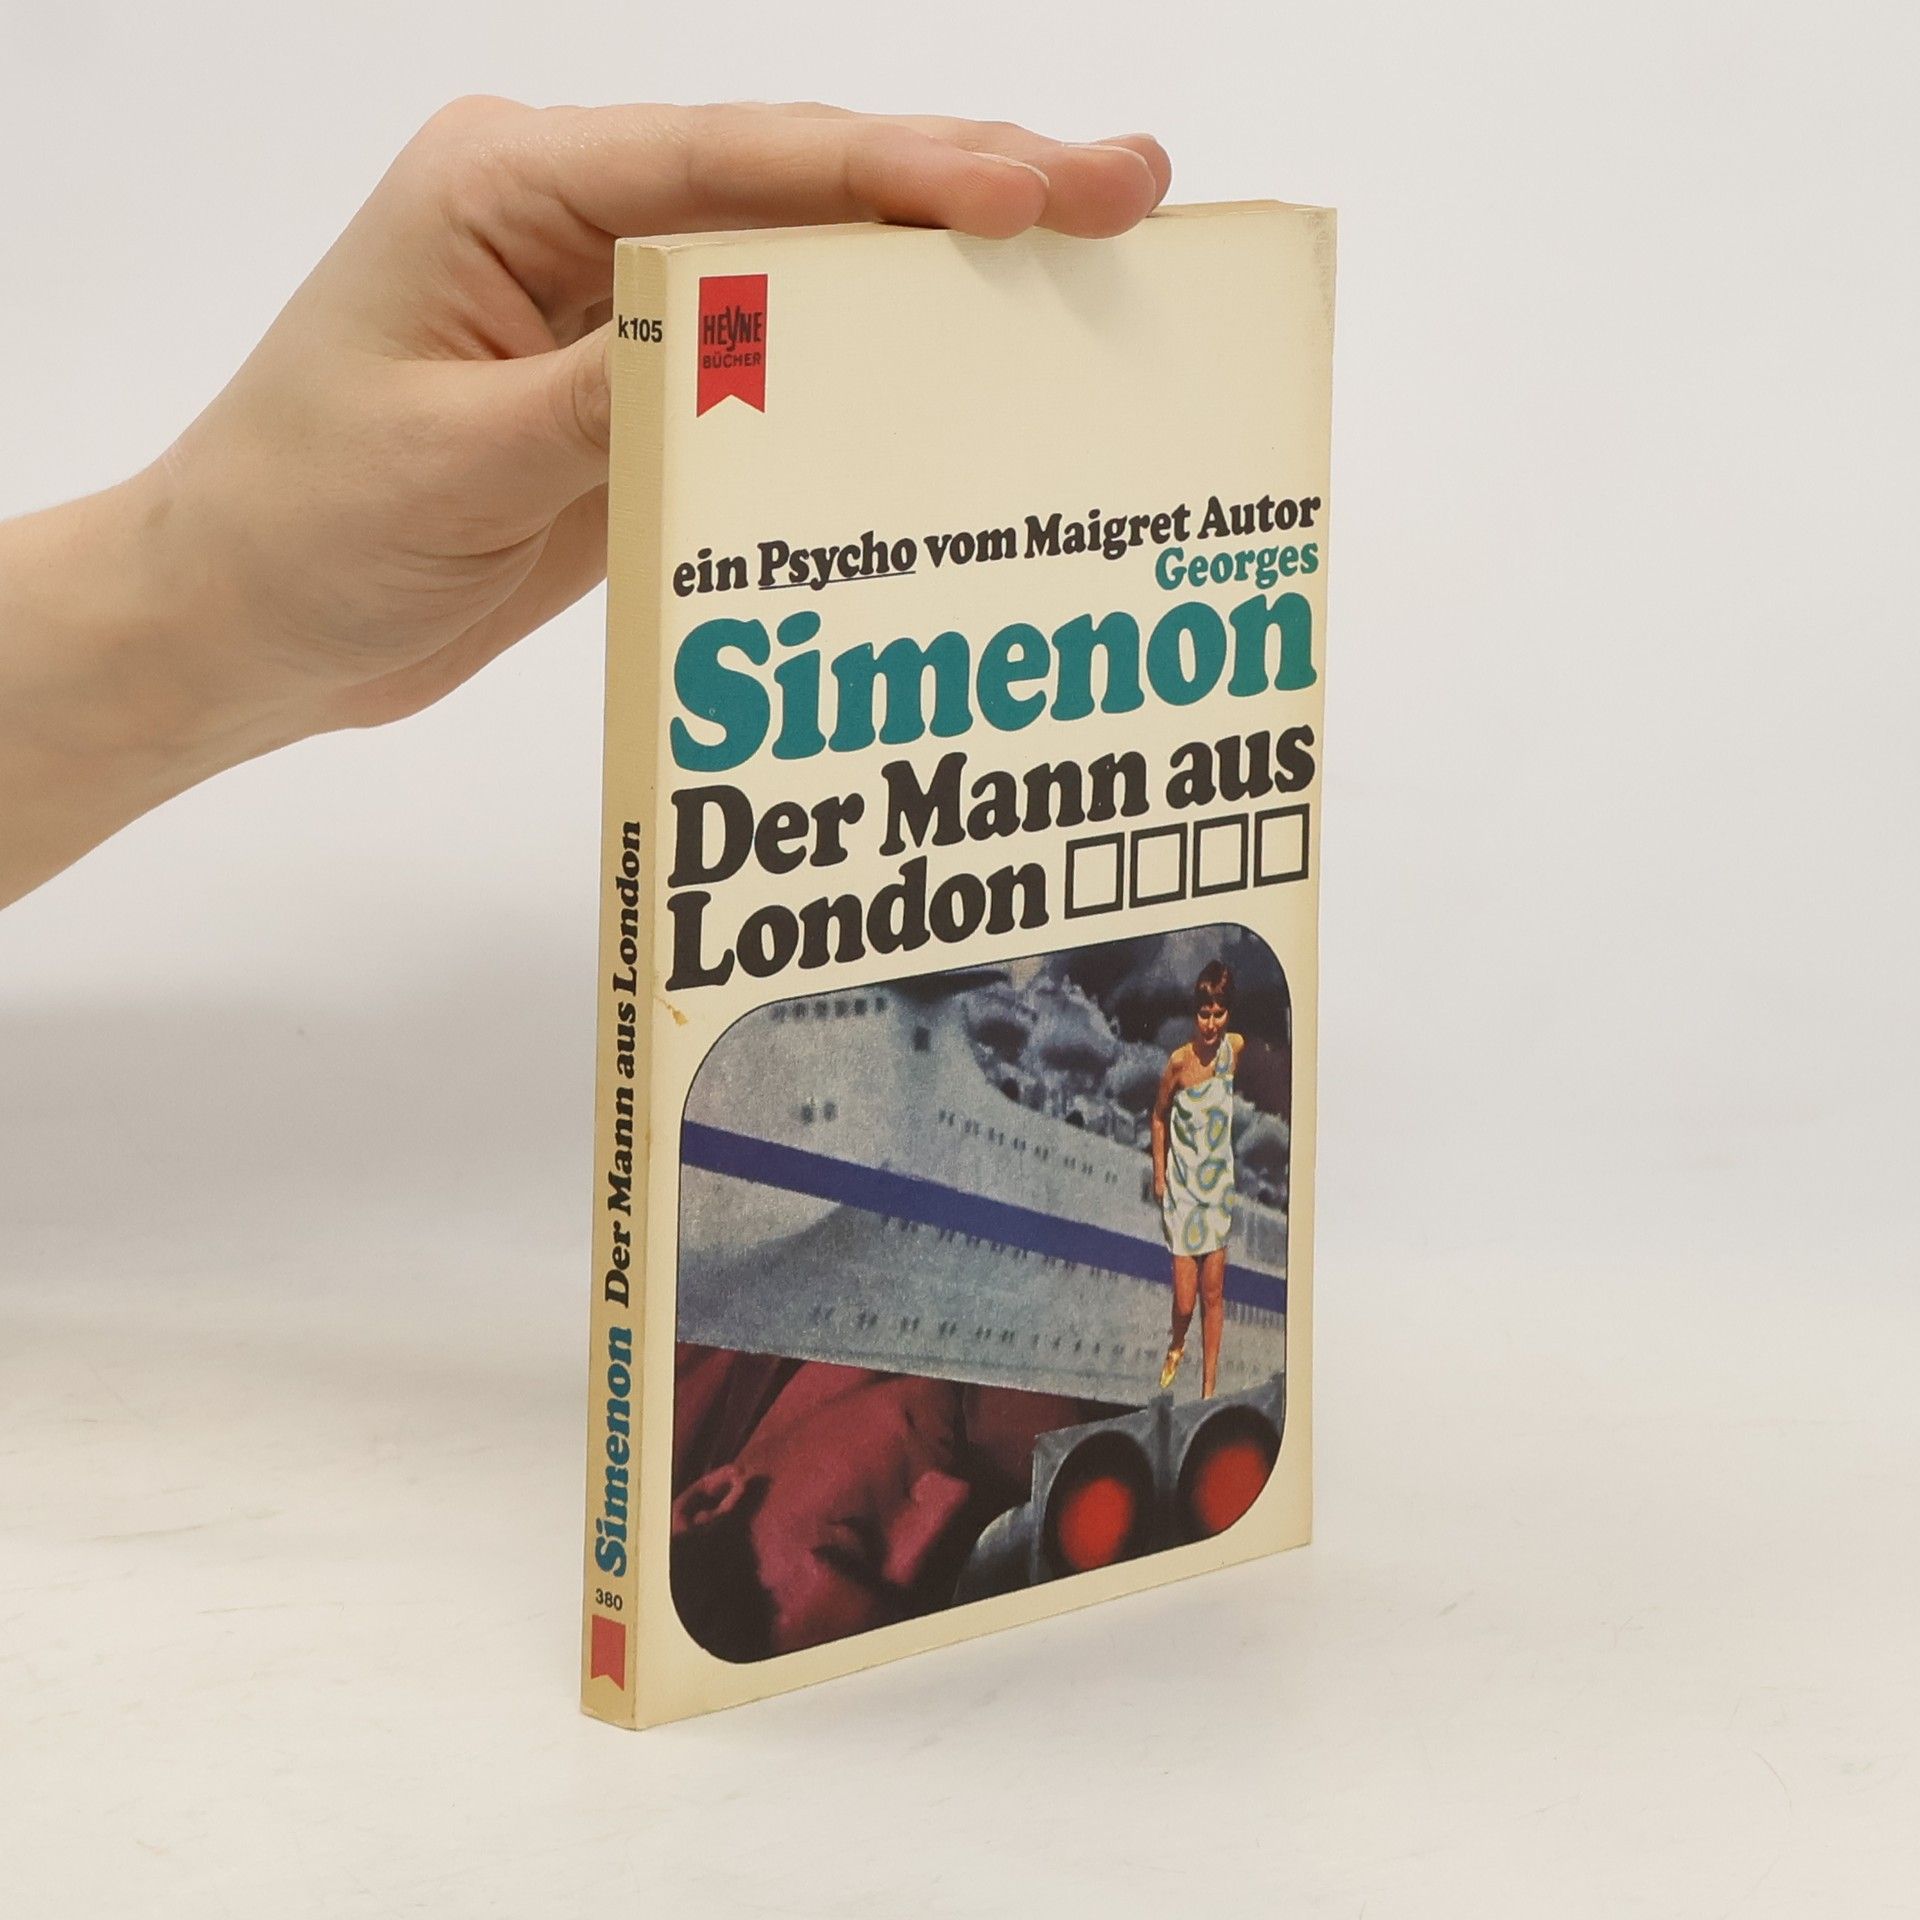 k105
HEYNE
BÜCHER
ein Psycho vom Maigret Autor
Georges
Simenon
Der Mann aus
London
Simenon Der Mann aus London
380